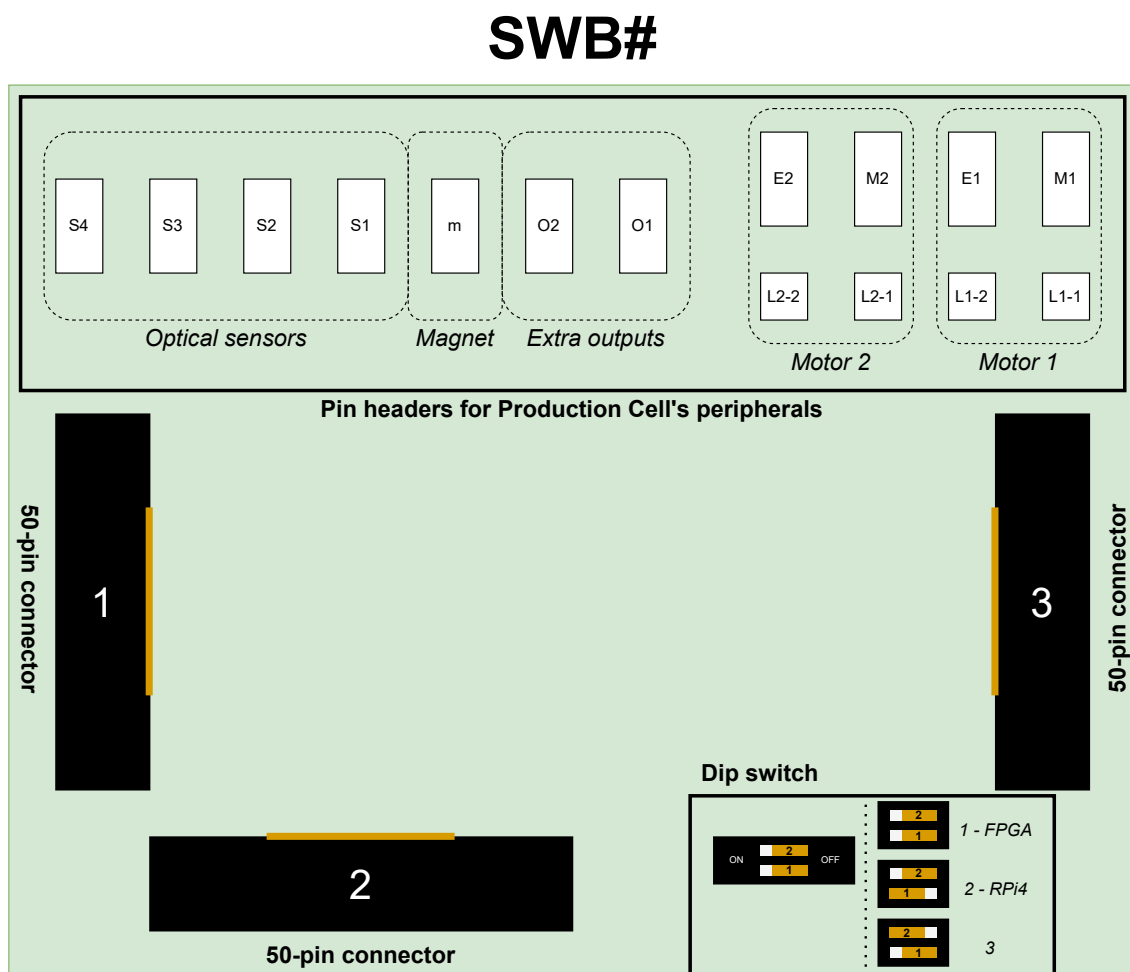 SWB#
E2
M2
E1
M1
S4
S3
S2
S1
m
O2
O1
L2-2
L2-1
L1-2
L1-1
Optical sensors
Magnet
Extra outputs
Motor 2
Motor 1
Pin headers for Production Cell's peripherals
50-pin connector
1
3
50-pin connector
Dip switch
2
50-pin connector
ON
2
1
OFF
2
1
1 - FPGA
2
1
2 - RPi4
2
1
3